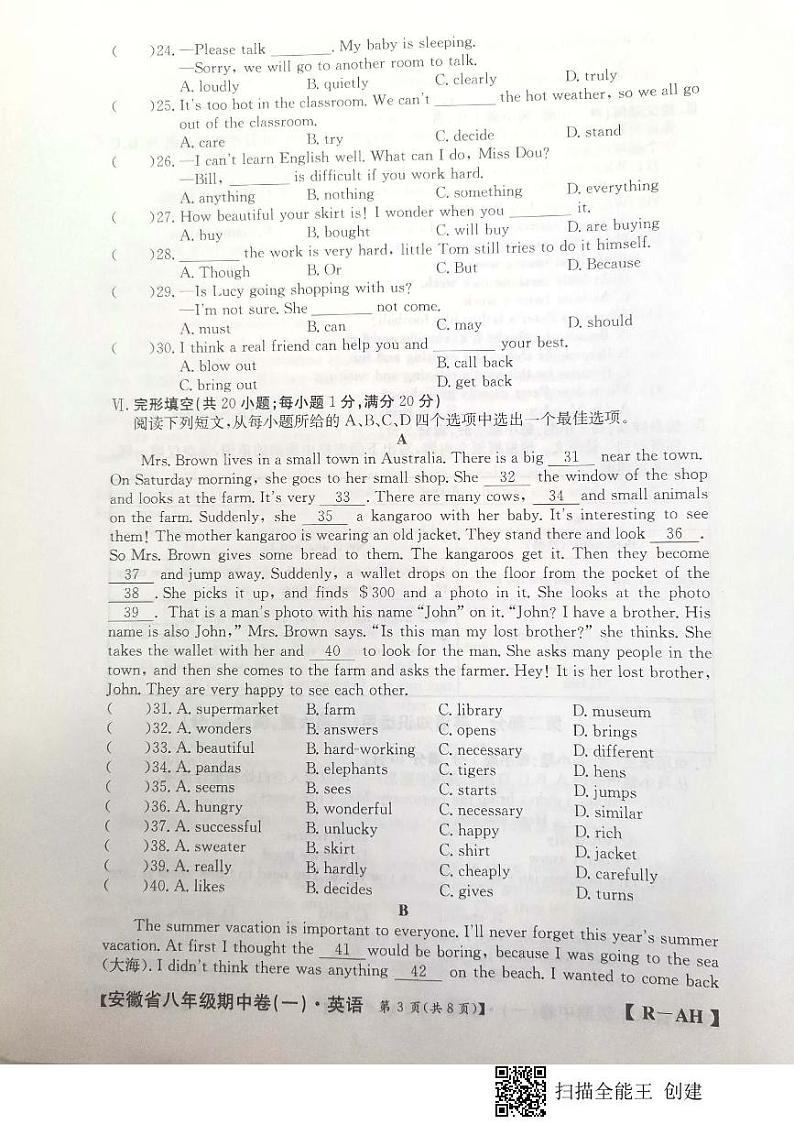 (　　)24. —Please talk ________. My baby is sleeping.
—Sorry, we will go to another room to talk.
A. loudly B. quietly C. clearly D. truly
(　　)25. It's too hot in the classroom. We can't ________ the hot weather, so we all go
out of the classroom.
A. care B. try C. decide D. stand
(　　)26. —I can't learn English well. What can I do, Miss Dou?
—Bill, ________ is difficult if you work hard.
A. anything B. nothing C. something D. everything
(　　)27. How beautiful your skirt is! I wonder when you ________ it.
A. buy B. bought C. will buy D. are buying
(　　)28. ________ the work is very hard, little Tom still tries to do it himself.
A. Though B. Or C. But D. Because
(　　)29. —Is Lucy going shopping with us?
—I'm not sure. She ________ not come.
A. must B. can C. may D. should
(　　)30. I think a real friend can help you and ________ your best.
A. blow out B. call back
C. bring out D. get back
Ⅵ. 完形填空(共 20 小题;每小题 1 分,满分 20 分)
阅读下列短文,从每小题所给的 A、B、C、D 四个选项中选出一个最佳选项。
A
Mrs. Brown lives in a small town in Australia. There is a big 31 near the town.
On Saturday morning, she goes to her small shop. She 32 the window of the shop
and looks at the farm. It's very 33 . There are many cows, 34 and small animals
on the farm. Suddenly, she 35 a kangaroo with her baby. It's interesting to see
them! The mother kangaroo is wearing an old jacket. They stand there and look 36 .
So Mrs. Brown gives some bread to them. The kangaroos get it. Then they become
37 and jump away. Suddenly, a wallet drops on the floor from the pocket of the
38 . She picks it up, and finds $300 and a photo in it. She looks at the photo
39 . That is a man's photo with his name "John" on it. "John? I have a brother. His
name is also John," Mrs. Brown says. "Is this man my lost brother?" she thinks. She
takes the wallet with her and 40 to look for the man. She asks many people in the
town, and then she comes to the farm and asks the farmer. Hey! It is her lost brother,
John. They are very happy to see each other.
(　　)31. A. supermarket B. farm C. library D. museum
(　　)32. A. wonders B. answers C. opens D. brings
(　　)33. A. beautiful B. hard-working C. necessary D. different
(　　)34. A. pandas B. elephants C. tigers D. hens
(　　)35. A. seems B. sees C. starts D. jumps
(　　)36. A. hungry B. wonderful C. necessary D. similar
(　　)37. A. successful B. unlucky C. happy D. rich
(　　)38. A. sweater B. skirt C. shirt D. jacket
(　　)39. A. really B. hardly C. cheaply D. carefully
(　　)40. A. likes B. decides C. gives D. turns
B
The summer vacation is important to everyone. I'll never forget this year's summer
vacation. At first I thought the 41 would be boring, because I was going to the sea
(大海). I didn't think there was anything 42 on the beach. I wanted to come back
【安徽省八年级期中卷(一)·英语 第 3 页(共 8 页)】 【 R—AH 】
扫描全能王 创建